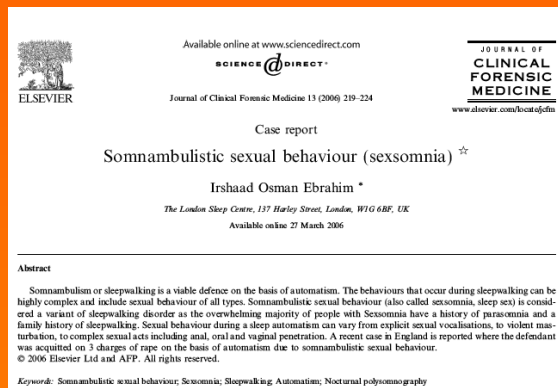 Available online at www.sciencedirect.com
SCIENCE DIRECT®
ELSEVIER
Journal of Clinical Forensic Medicine 13 (2006) 219–224
JOURNAL OF
CLINICAL
FORENSIC
MEDICINE
www.elsevier.com/locate/jcfm
Case report
Somnambulistic sexual behaviour (sexsomnia) ☆
Irshaad Osman Ebrahim *
The London Sleep Centre, 137 Harley Street, London, W1G 6BF, UK
Available online 27 March 2006
Abstract
Somnambulism or sleepwalking is a viable defence on the basis of automatism. The behaviours that occur during sleepwalking can be
highly complex and include sexual behaviour of all types. Somnambulistic sexual behaviour (also called sexsomnia, sleep sex) is consid-
ered a variant of sleepwalking disorder as the overwhelming majority of people with Sexsomnia have a history of parasomnia and a
family history of sleepwalking. Sexual behaviour during a sleep automatism can vary from explicit sexual vocalisations, to violent mas-
turbation, to complex sexual acts including anal, oral and vaginal penetration. A recent case in England is reported where the defendant
was acquitted on 3 charges of rape on the basis of automatism due to somnambulistic sexual behaviour.
© 2006 Elsevier Ltd and AFP. All rights reserved.
Keywords: Somnambulistic sexual behaviour; Sexsomnia; Sleepwalking; Automatism; Nocturnal polysomnography